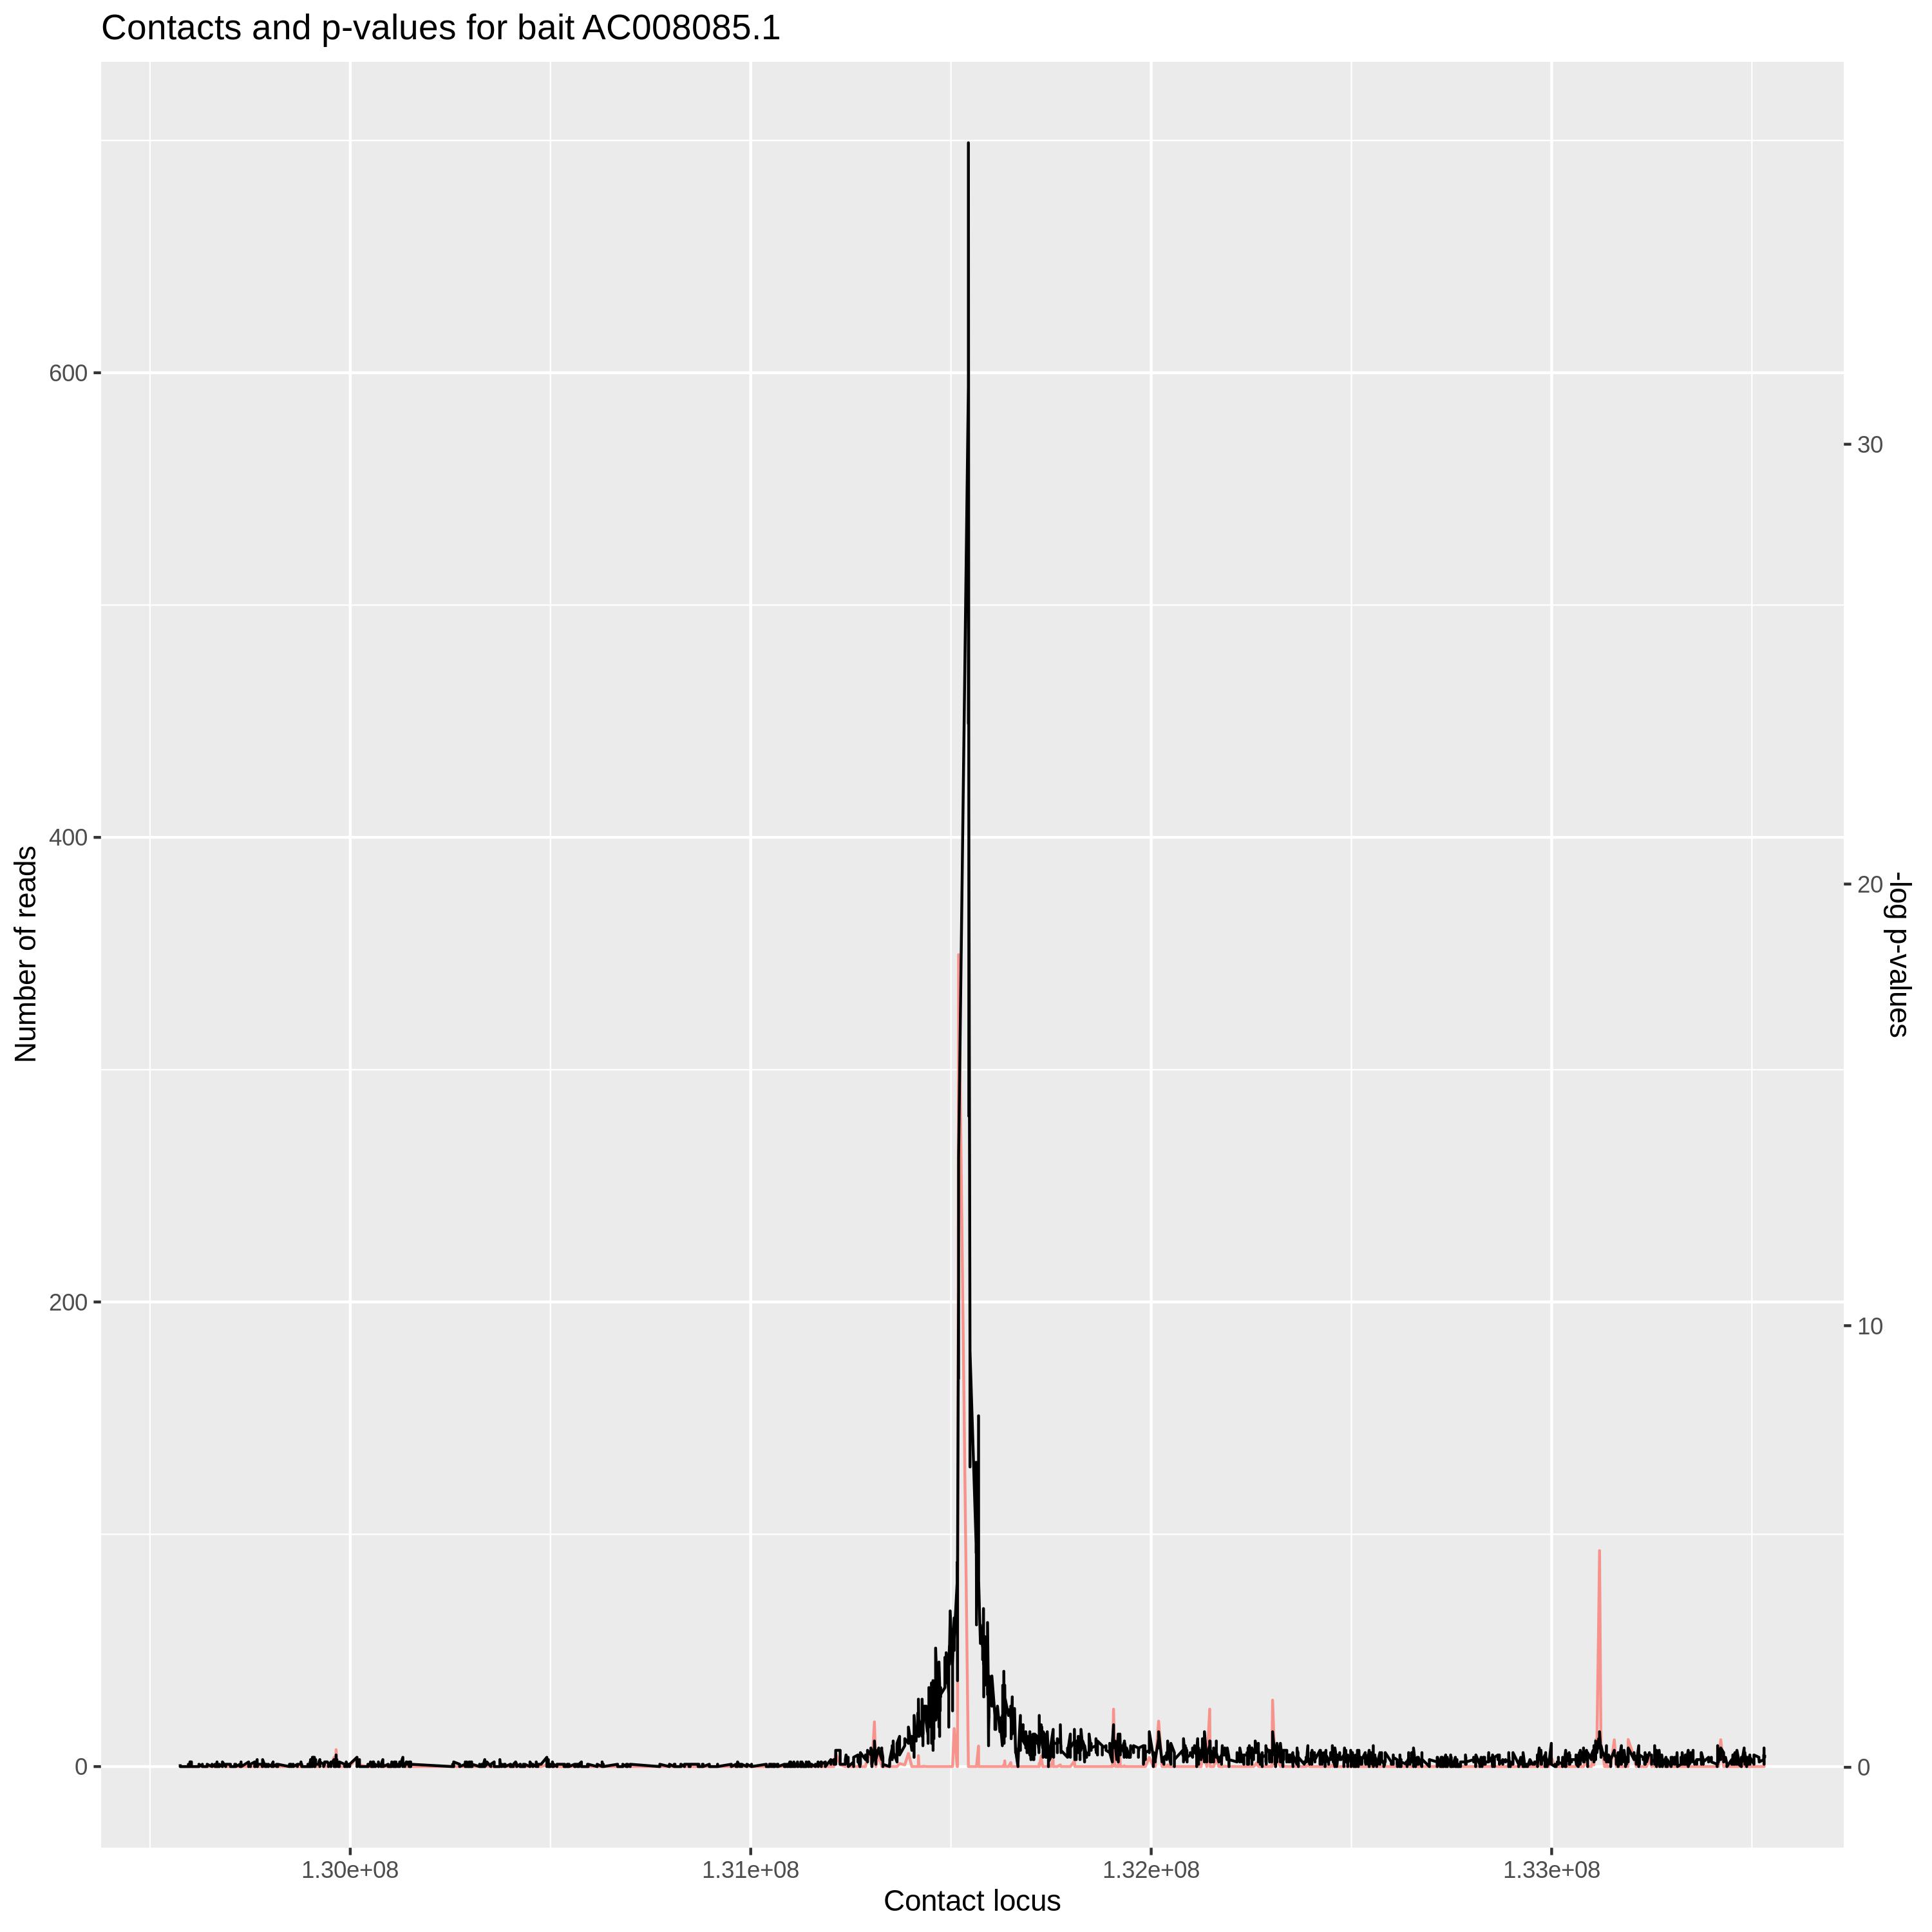 Contacts and p-values for bait AC008085.1
Number of reads
600
400
200
0
30
20
10
0
-log p-values
1.30e+08
1.31e+08
1.32e+08
1.33e+08
Contact locus